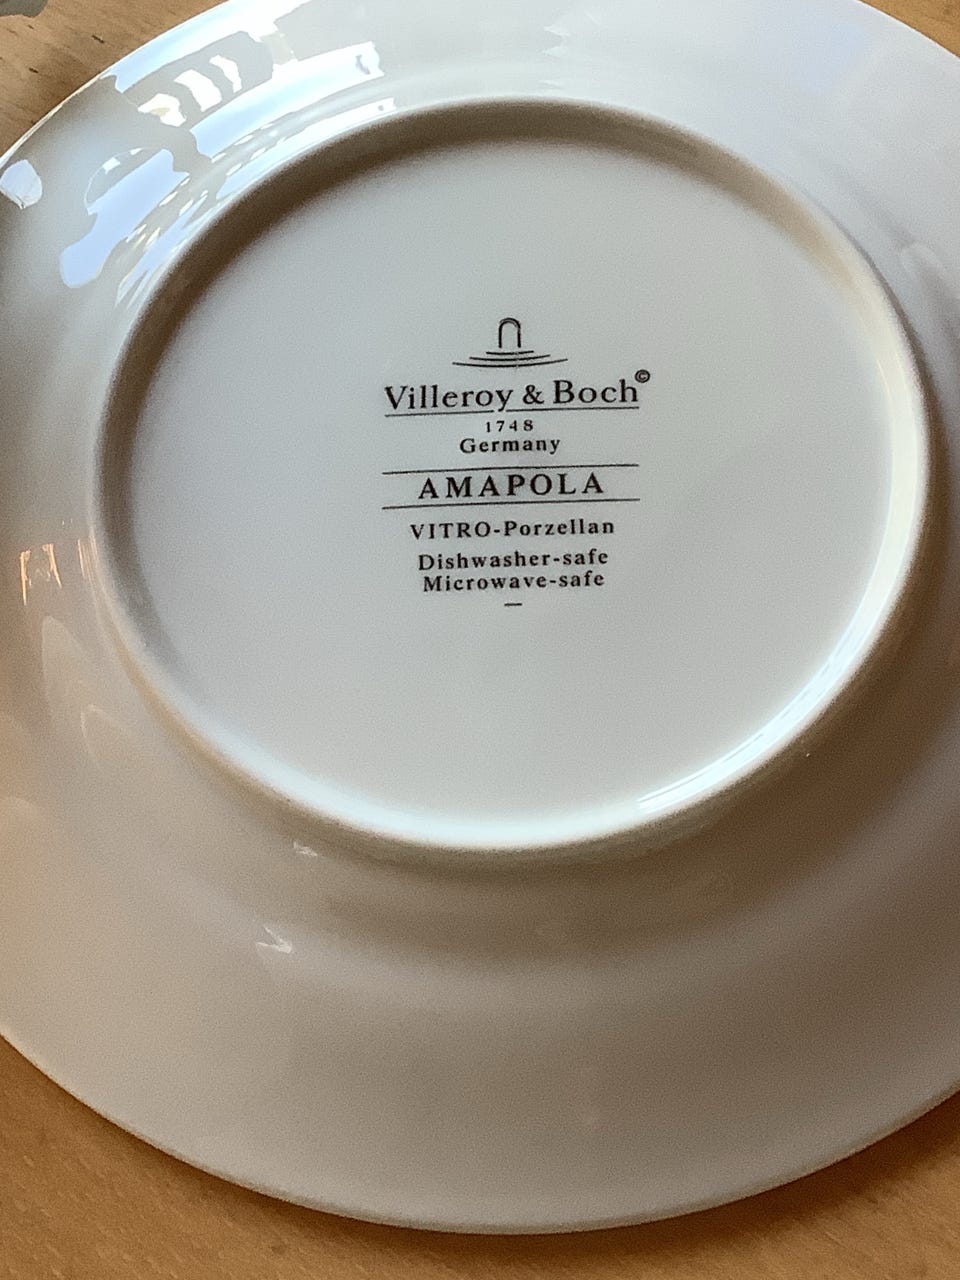 Villeroy & Boch©
1748
Germany
AMAPOLA
VITRO-Porzellan
Dishwasher-safe
Microwave-safe